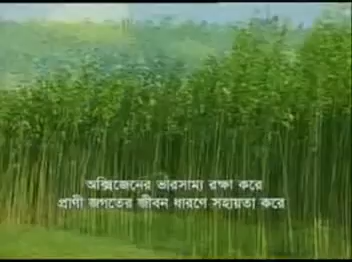 অক্সিজেনের ভারসাম্য রক্ষা করে
প্রাণী জগতের জীবন ধারণে সহায়তা করে